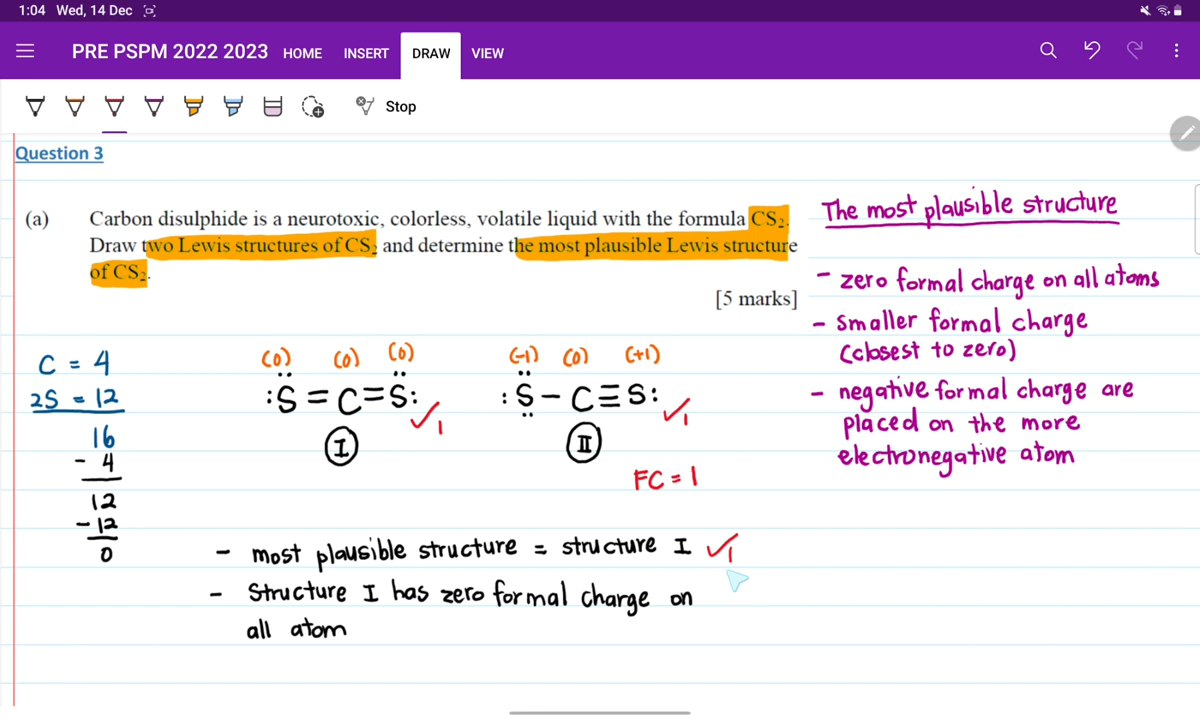 1:04 Wed, 14 Dec
PRE PSPM 2022 2023 HOME INSERT DRAW VIEW
Stop
Question 3
(a) Carbon disulphide is a neurotoxic, colorless, volatile liquid with the formula CS₂.
Draw two Lewis structures of CS₂ and determine the most plausible Lewis structure
of CS₂.
[5 marks]
The most plausible structure
- zero formal charge on all atoms
- smaller formal charge
(closest to zero)
- negative formal charge are
placed on the more
electronegative atom
C = 4
2S = 12
16
- 4
12
- 12
0
(0) (0) (0)
:S = C = S:
I
✓1
(-1) (0) (+1)
:S - C ≡ S:
II
✓1
FC = 1
- most plausible structure = structure I ✓1
- Structure I has zero formal charge on
all atom